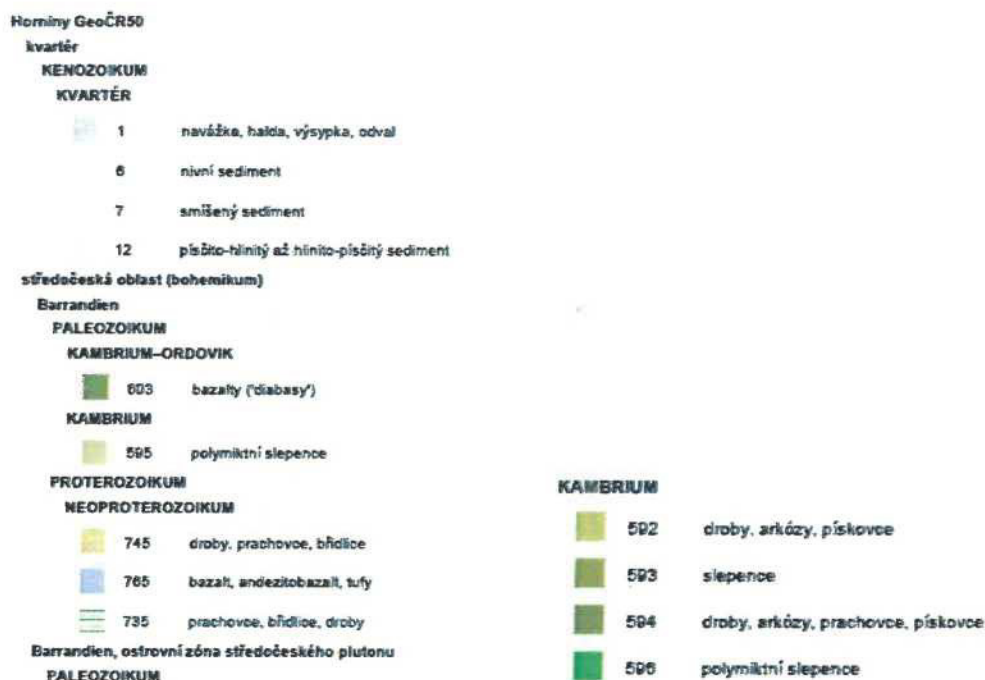 Horniny GeoČR50
kvartér
KENOZOIKUM
KVARTÉR
1 navážka, halda, výsypka, odval
6 nivní sediment
7 smíšený sediment
12 písčito-hlinitý až hlinito-písčitý sediment
středočeská oblast (bohemikum)
Barrandien
PALEOZOIKUM
KAMBRIUM–ORDOVIK
603 bazalty ('diabasy')
KAMBRIUM
595 polymiktní slepence
PROTEROZOIKUM
NEOPROTEROZOIKUM
745 droby, prachovce, břidlice
765 bazalt, andezitobazalt, tufy
735 prachovce, břidlice, droby
Barrandien, ostrovní zóna středočeského plutonu
PALEOZOIKUM
KAMBRIUM
592 droby, arkózy, pískovce
593 slepence
594 droby, arkózy, prachovce, pískovce
596 polymiktní slepence